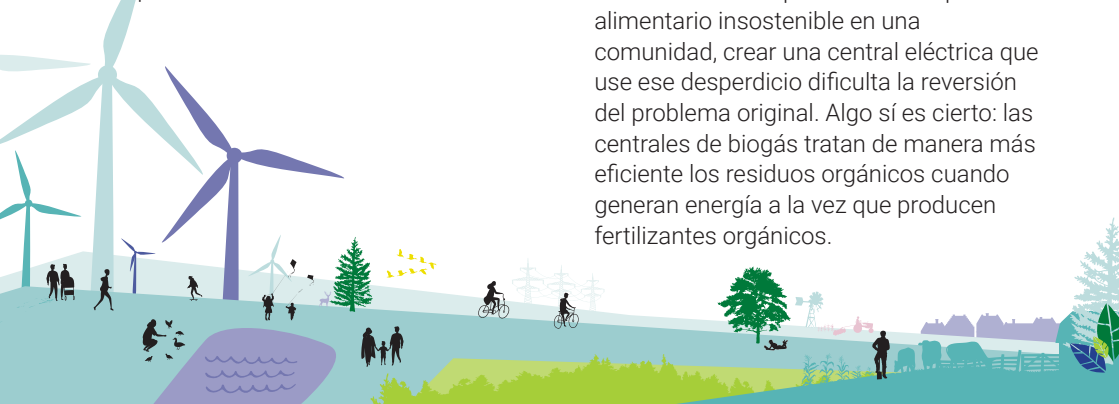 alimentario insostenible en una
comunidad, crear una central eléctrica que
use ese desperdicio dificulta la reversión
del problema original. Algo sí es cierto: las
centrales de biogás tratan de manera más
eficiente los residuos orgánicos cuando
generan energía a la vez que producen
fertilizantes orgánicos.